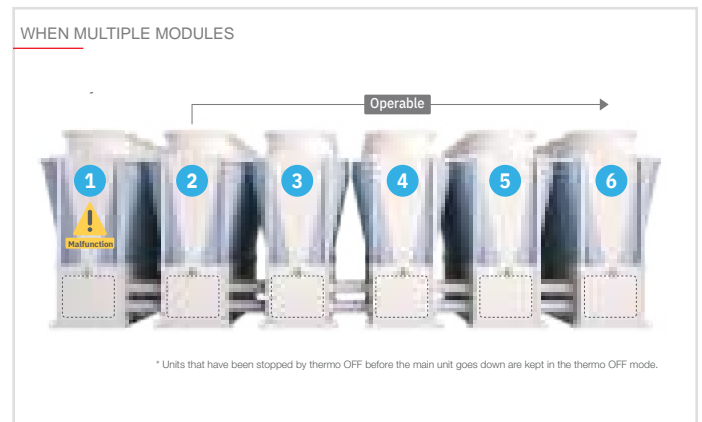 WHEN MULTIPLE MODULES
Operable
1 2 3 4 5 6
Malfunction
* Units that have been stopped by thermo OFF before the main unit goes down are kept in the thermo OFF mode.